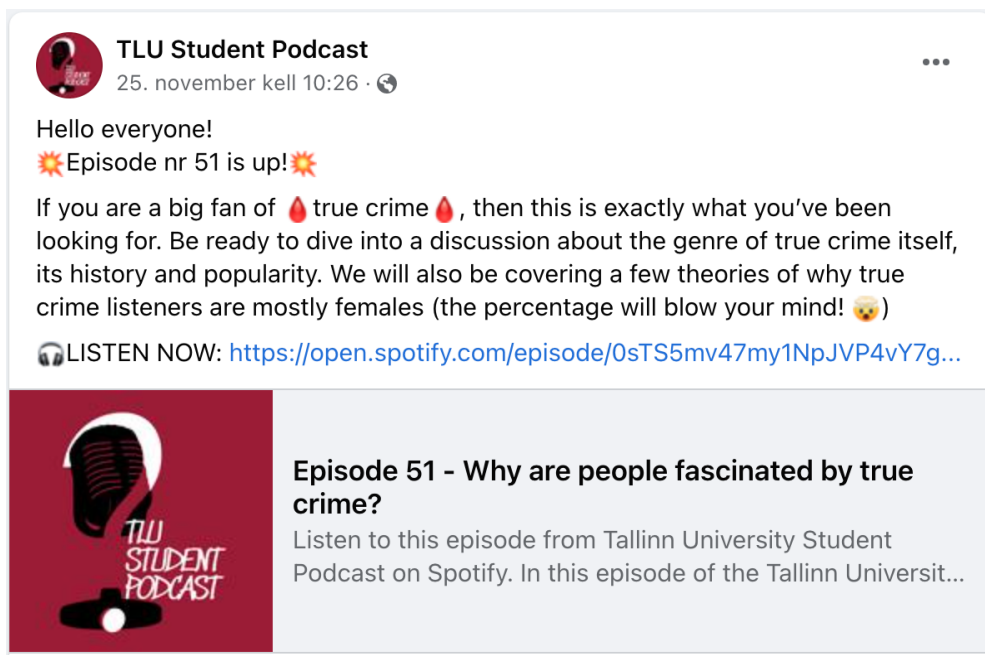 TLU Student Podcast
25. november kell 10:26 ·
Hello everyone!
💥Episode nr 51 is up!💥
If you are a big fan of 🩸true crime🩸, then this is exactly what you’ve been
looking for. Be ready to dive into a discussion about the genre of true crime itself,
its history and popularity. We will also be covering a few theories of why true
crime listeners are mostly females (the percentage will blow your mind! 🤯)
🎧LISTEN NOW: https://open.spotify.com/episode/0sTS5mv47my1NpJVP4vY7g...
TLU
STUDENT
PODCAST
Episode 51 - Why are people fascinated by true
crime?
Listen to this episode from Tallinn University Student
Podcast on Spotify. In this episode of the Tallinn Universit...